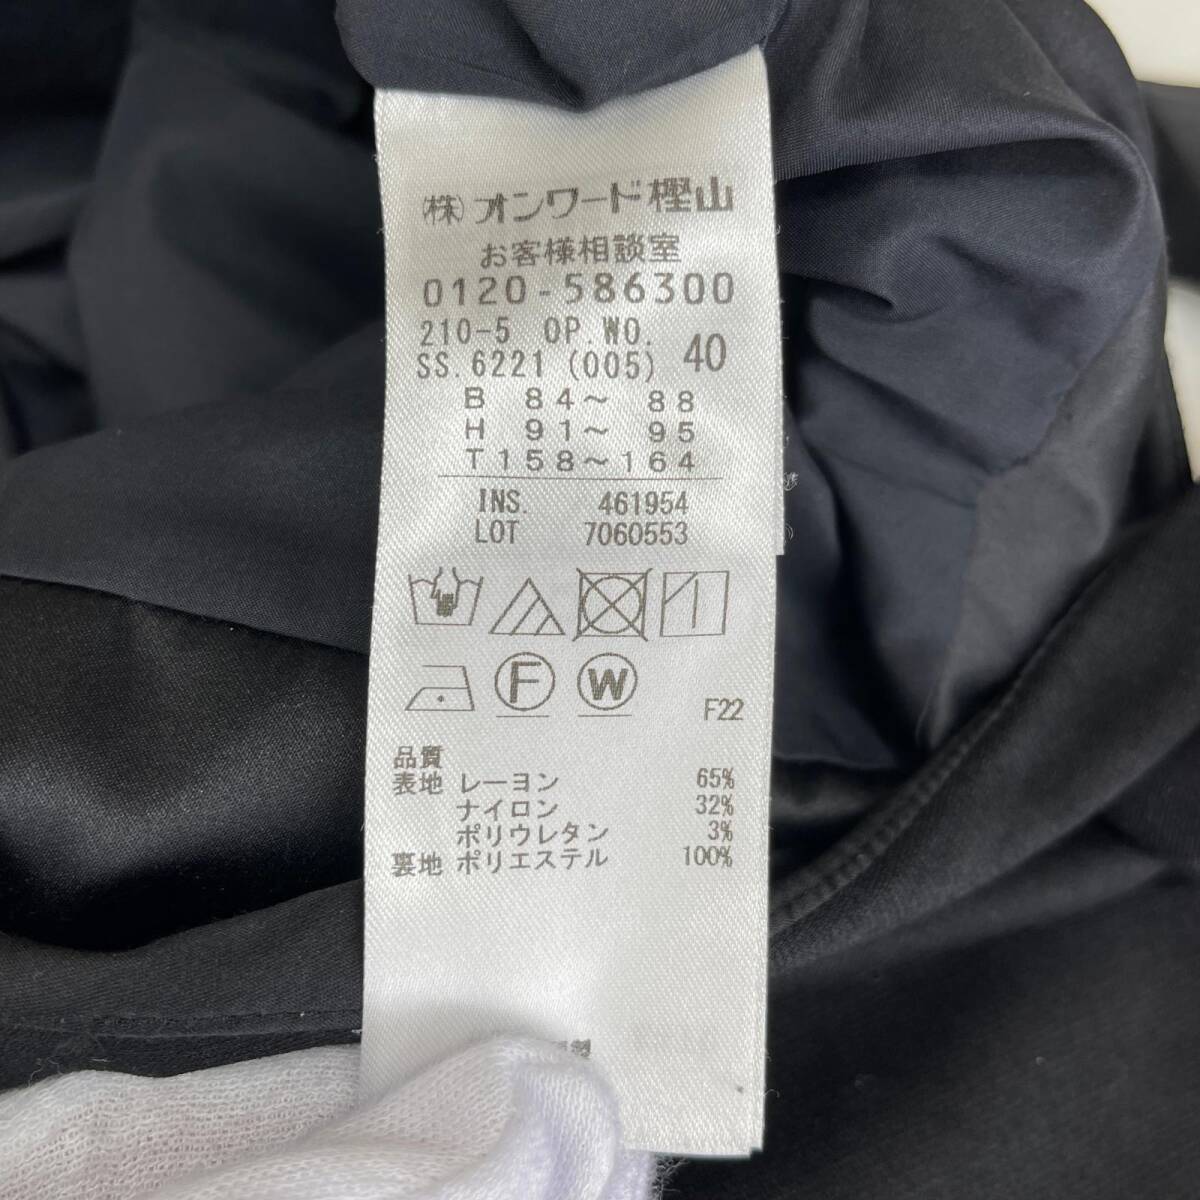 (株)オンワード樫山
お客様相談室
0120-586300
210-5 OP.WO.
SS.6221 (005) 40
B 84～ 88
H 91～ 95
T158～164
INS. 461954
LOT 7060553
F
W
F22
品質
表地 レーヨン 65%
ナイロン 32%
ポリウレタン 3%
裏地 ポリエステル 100%
製